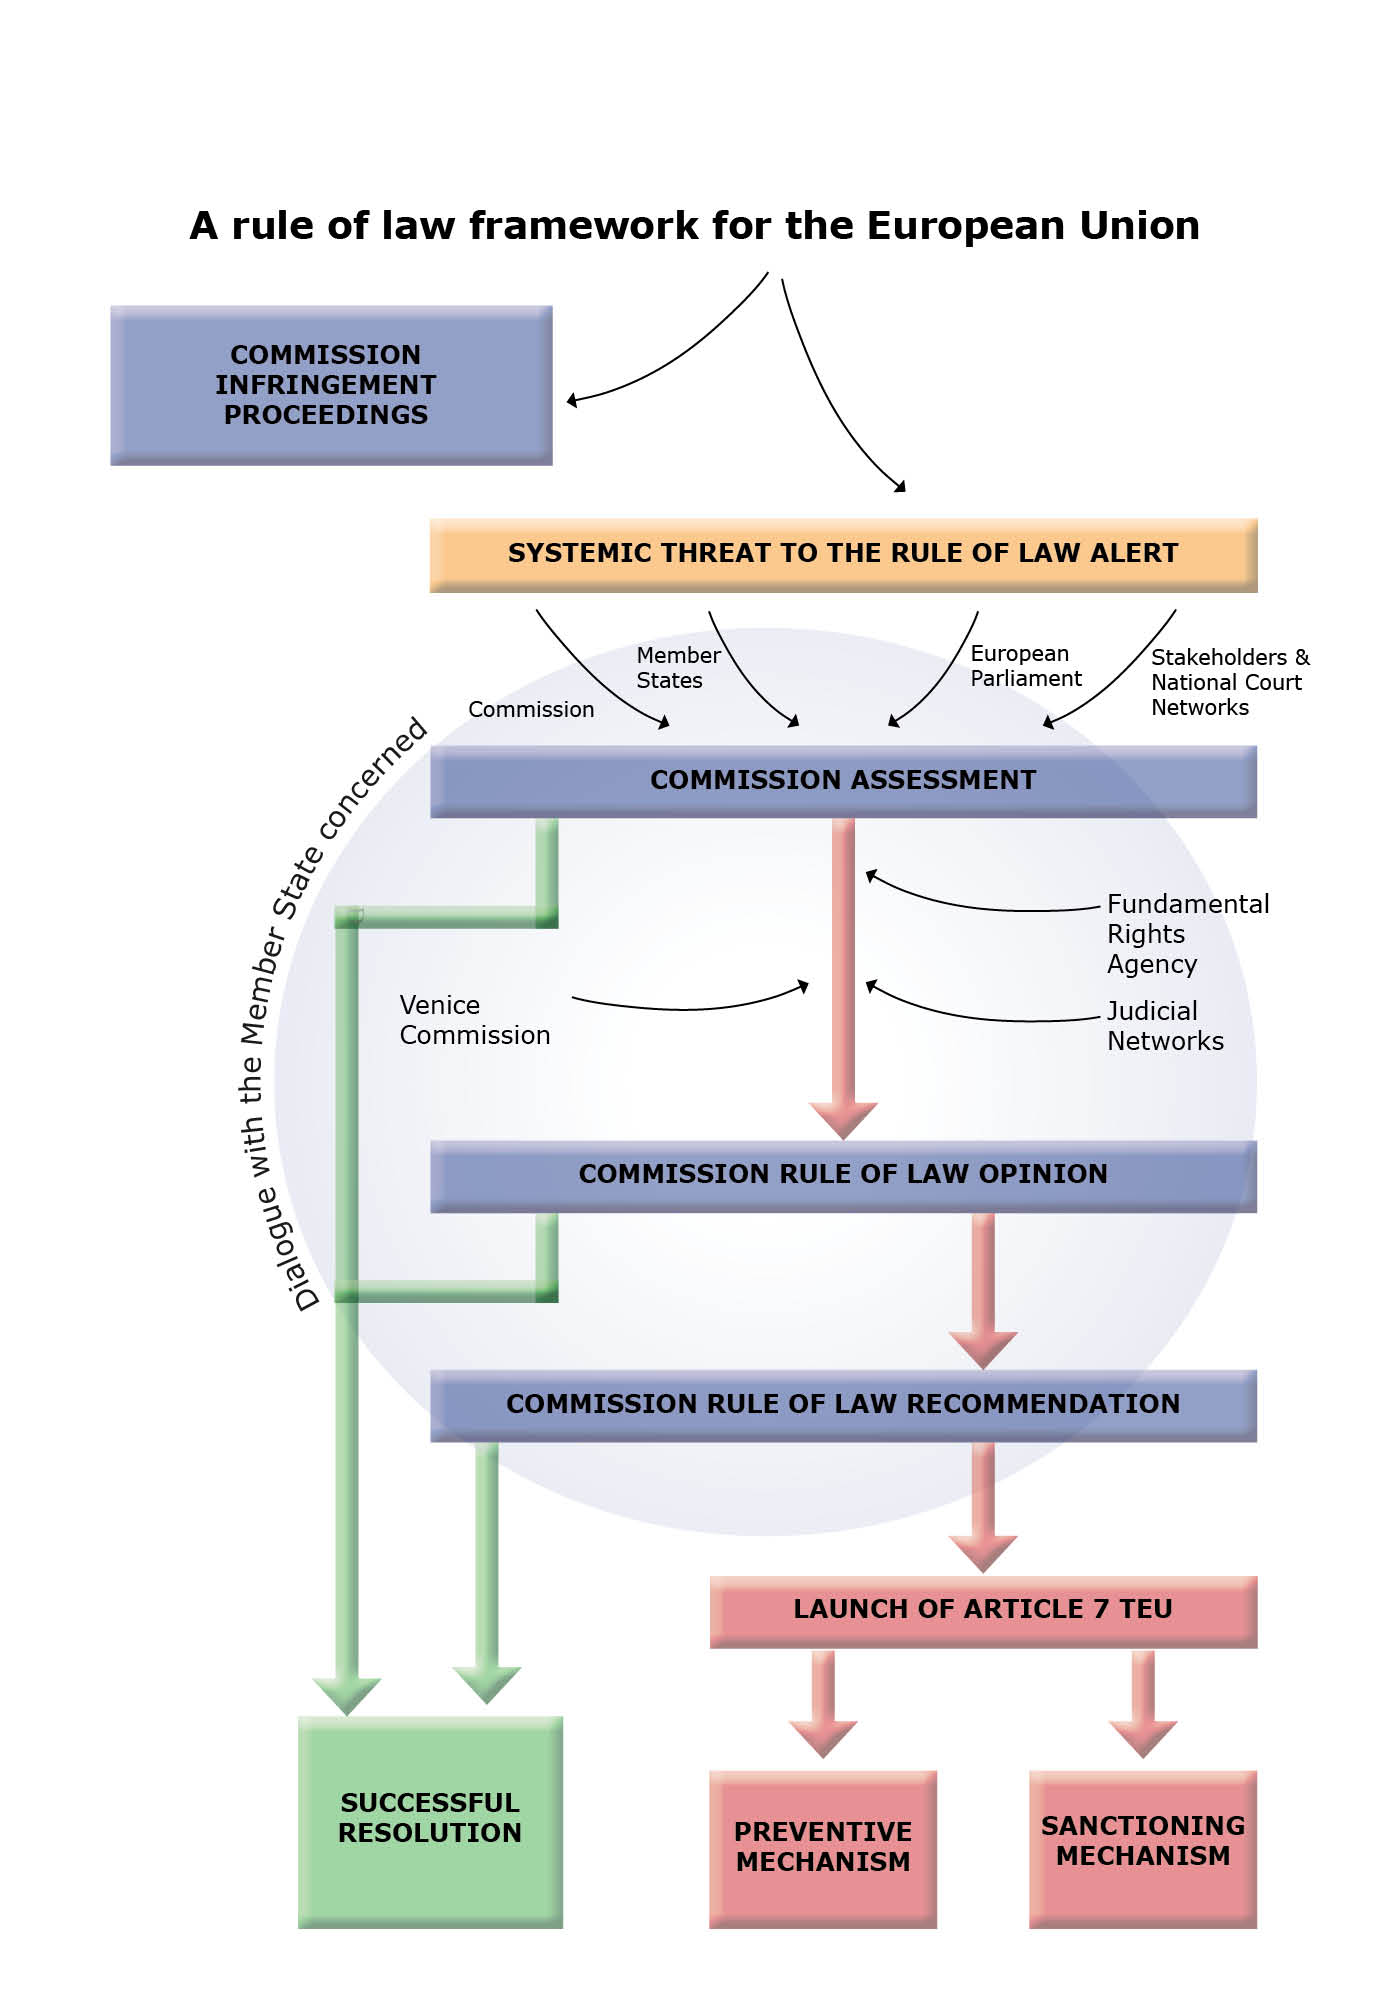 A rule of law framework for the European Union
COMMISSION
INFRINGEMENT
PROCEEDINGS
SYSTEMIC THREAT TO THE RULE OF LAW ALERT
Commission
Member
States
European
Parliament
Stakeholders &
National Court
Networks
Dialogue with the Member State concerned
COMMISSION ASSESSMENT
Fundamental
Rights
Agency
Venice
Commission
Judicial
Networks
COMMISSION RULE OF LAW OPINION
COMMISSION RULE OF LAW RECOMMENDATION
LAUNCH OF ARTICLE 7 TEU
SUCCESSFUL
RESOLUTION
PREVENTIVE
MECHANISM
SANCTIONING
MECHANISM